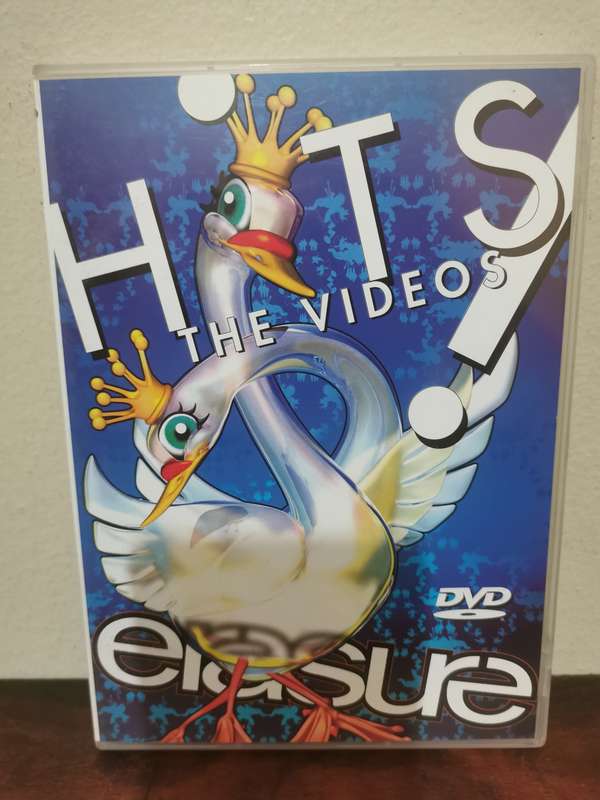 HiTS!
THE VIDEOS
DVD
erasure